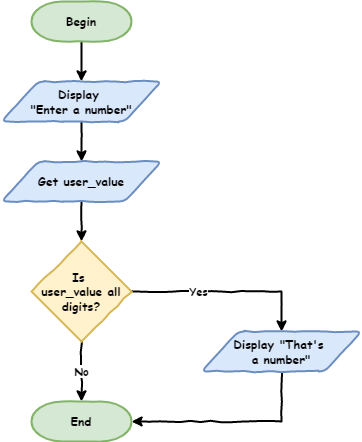 Begin
Display
"Enter a number"
Get user_value
Is
user_value all
digits?
Yes
Display "That's
a number"
No
End